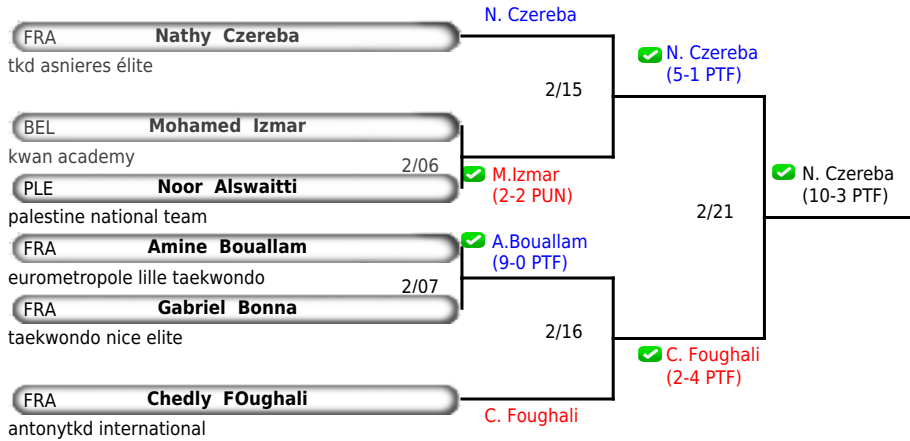 N. Czereba
FRA Nathy Czereba
tkd asnieres élite
N. Czereba
(5-1 PTF)
2/15
BEL Mohamed Izmar
kwan academy
2/06
M.Izmar
(2-2 PUN)
PLE Noor Alswaitti
palestine national team
N. Czereba
(10-3 PTF)
2/21
FRA Amine Bouallam
eurometropole lille taekwondo
A.Bouallam
(9-0 PTF)
2/07
FRA Gabriel Bonna
taekwondo nice elite
2/16
C. Foughali
(2-4 PTF)
FRA Chedly FOughali
antonytkd international
C. Foughali